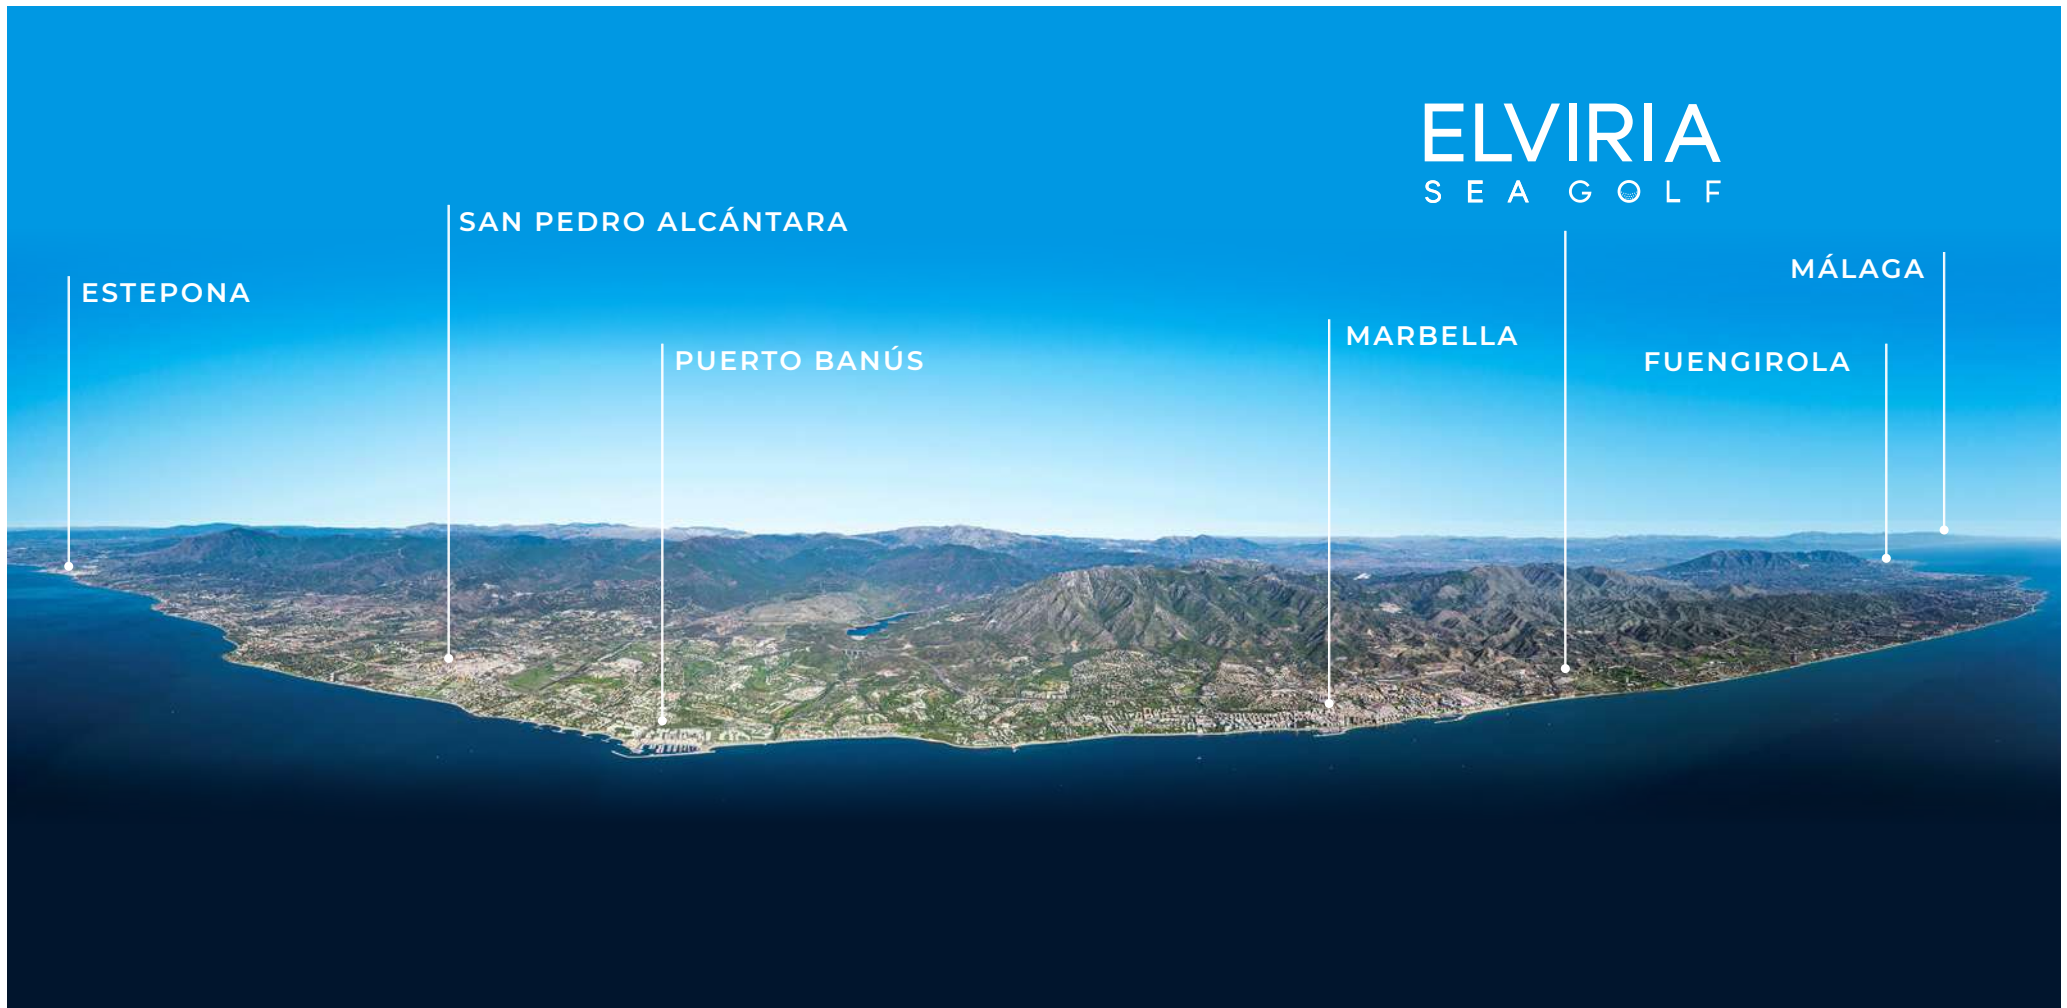 ELVIRIA
SEA GOLF
SAN PEDRO ALCÁNTARA
MÁLAGA
ESTEPONA
MARBELLA
PUERTO BANÚS
FUENGIROLA